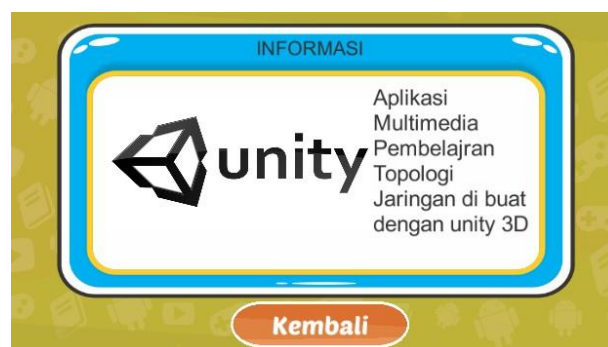 INFORMASI
unity
Aplikasi
Multimedia
Pembelajran
Topologi
Jaringan di buat
dengan unity 3D
Kembali